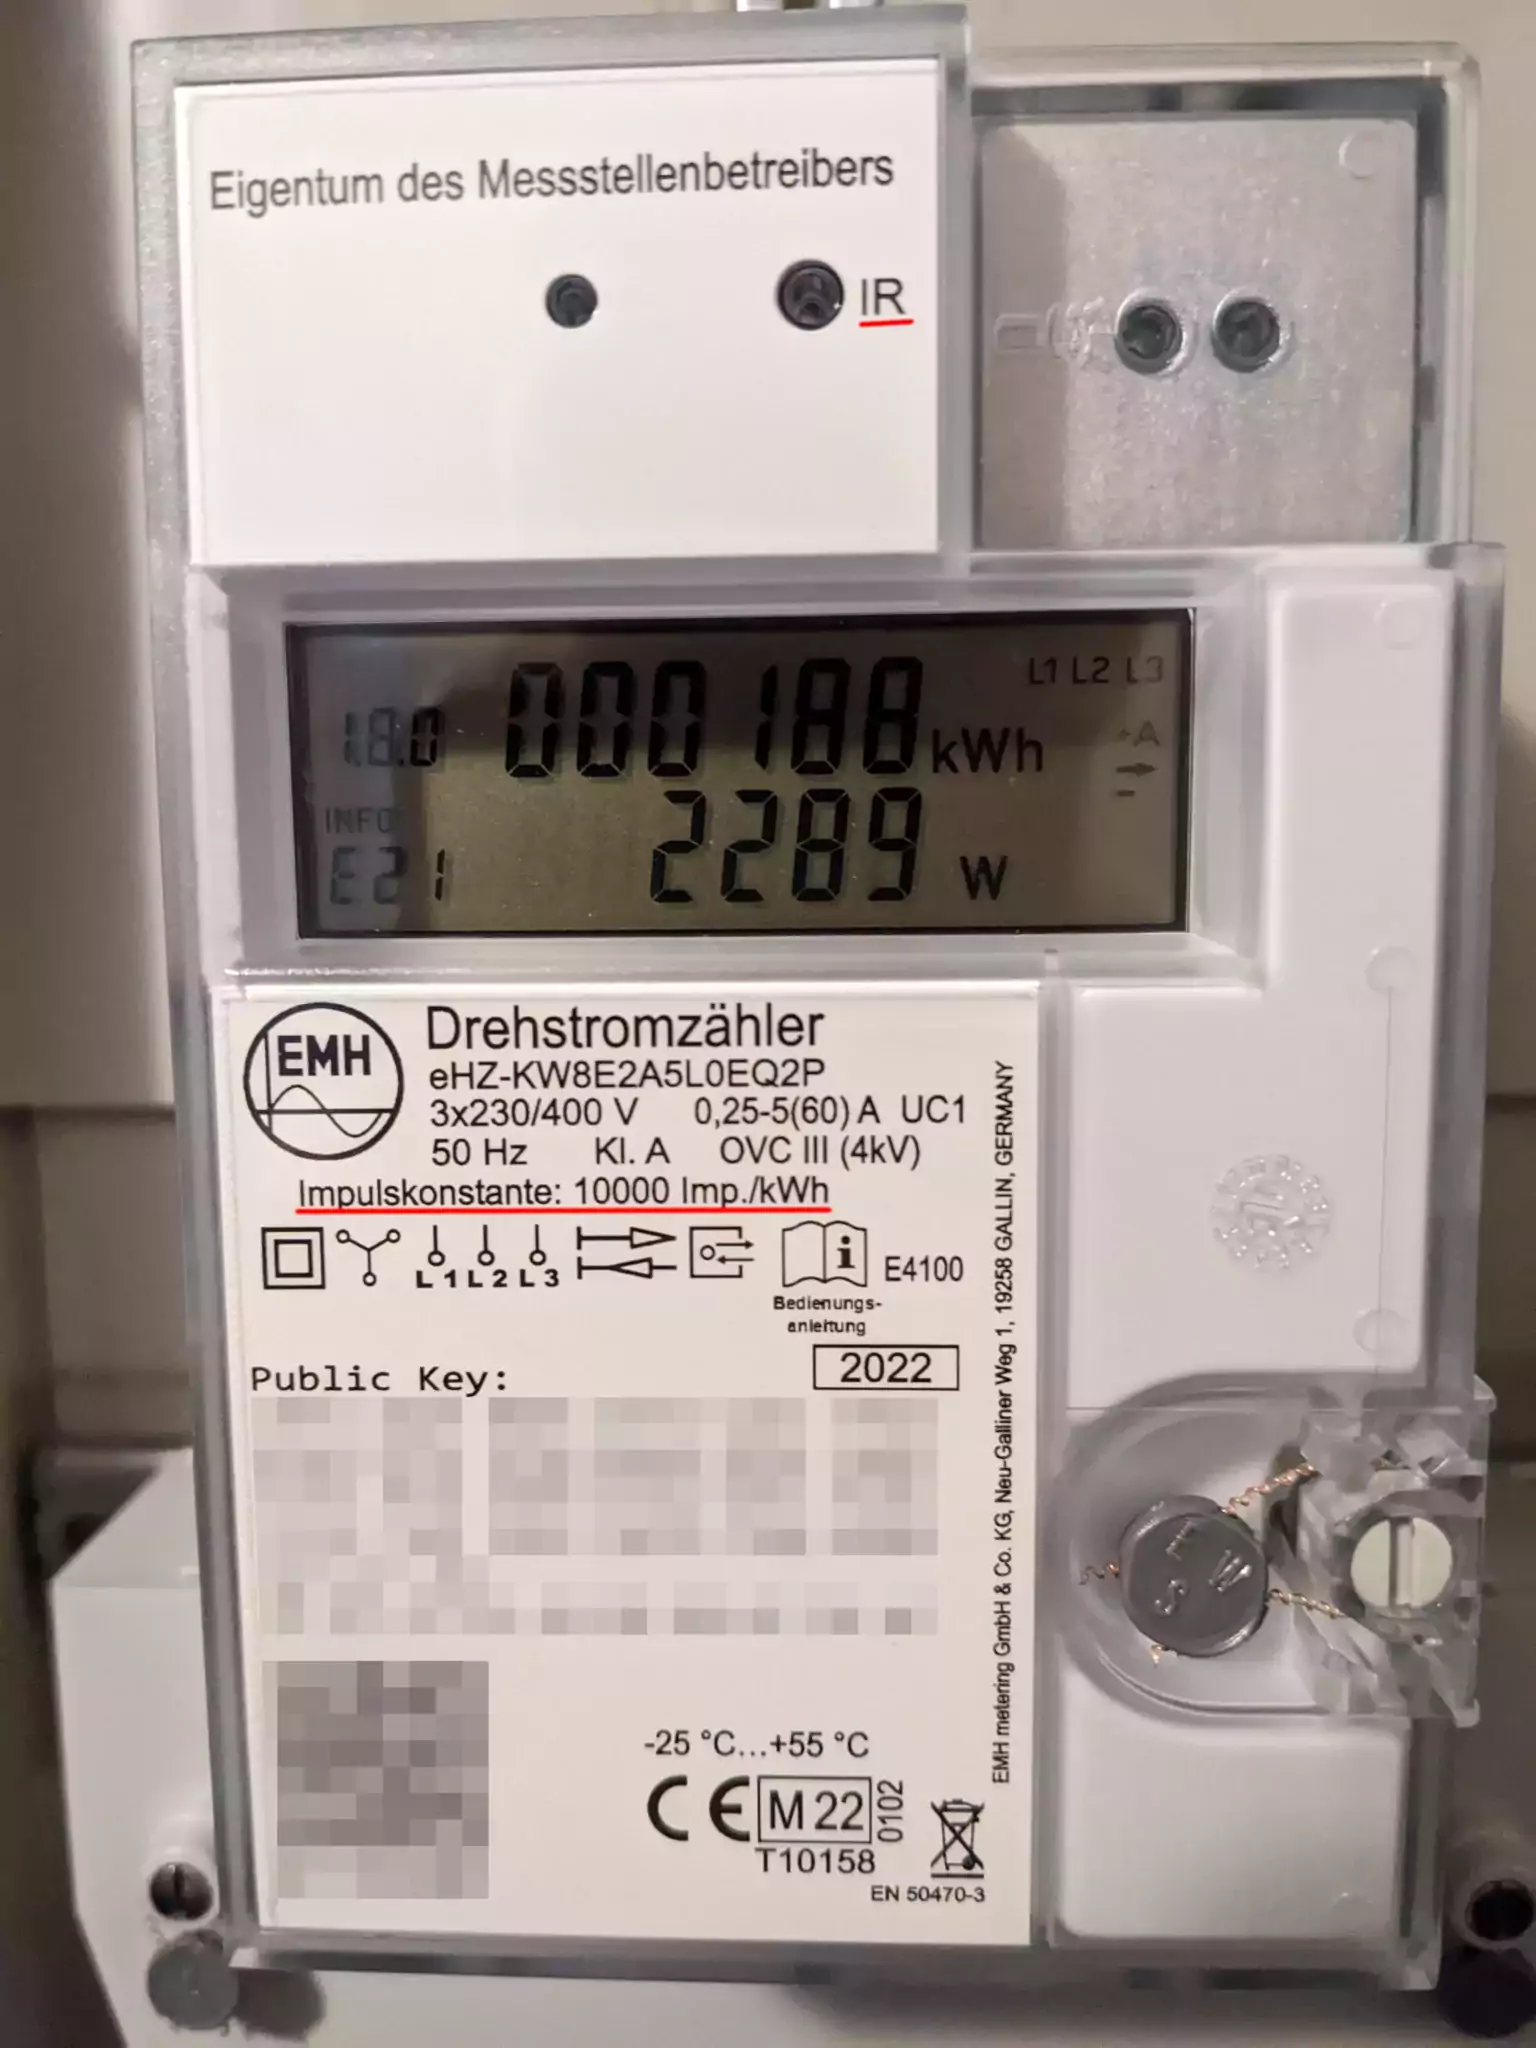 Eigentum des Messstellenbetreibers
IR
L1 L2 L3
1.8.0 000188 kWh
+A
INFO
E21 2289 W
EMH
Drehstromzähler
eHZ-KW8E2A5L0EQ2P
3x230/400 V 0,25-5(60) A UC1
50 Hz Kl. A OVC III (4kV)
Impulskonstante: 10000 Imp./kWh
L1 L2 L3
i
E4100
Bedienungs-
anleitung
Public Key:
2022
EMH metering GmbH & Co. KG, Neu-Galliner Weg 1, 19258 GALLIN, GERMANY
E
W
S
-25 °C...+55 °C
CE M 22 0102
T10158
EN 50470-3